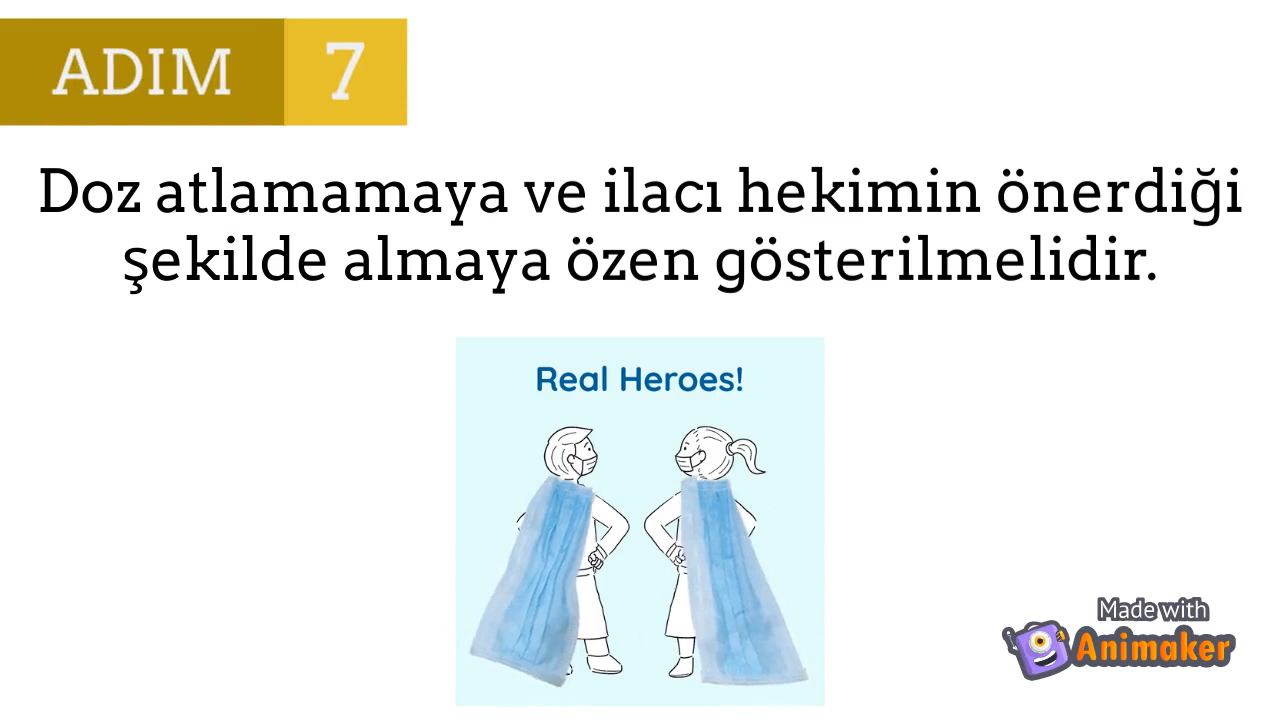 ADIM 7
Doz atlamamaya ve ilacı hekimin önerdiği
şekilde almaya özen gösterilmelidir.
Real Heroes!
Made with
Animaker